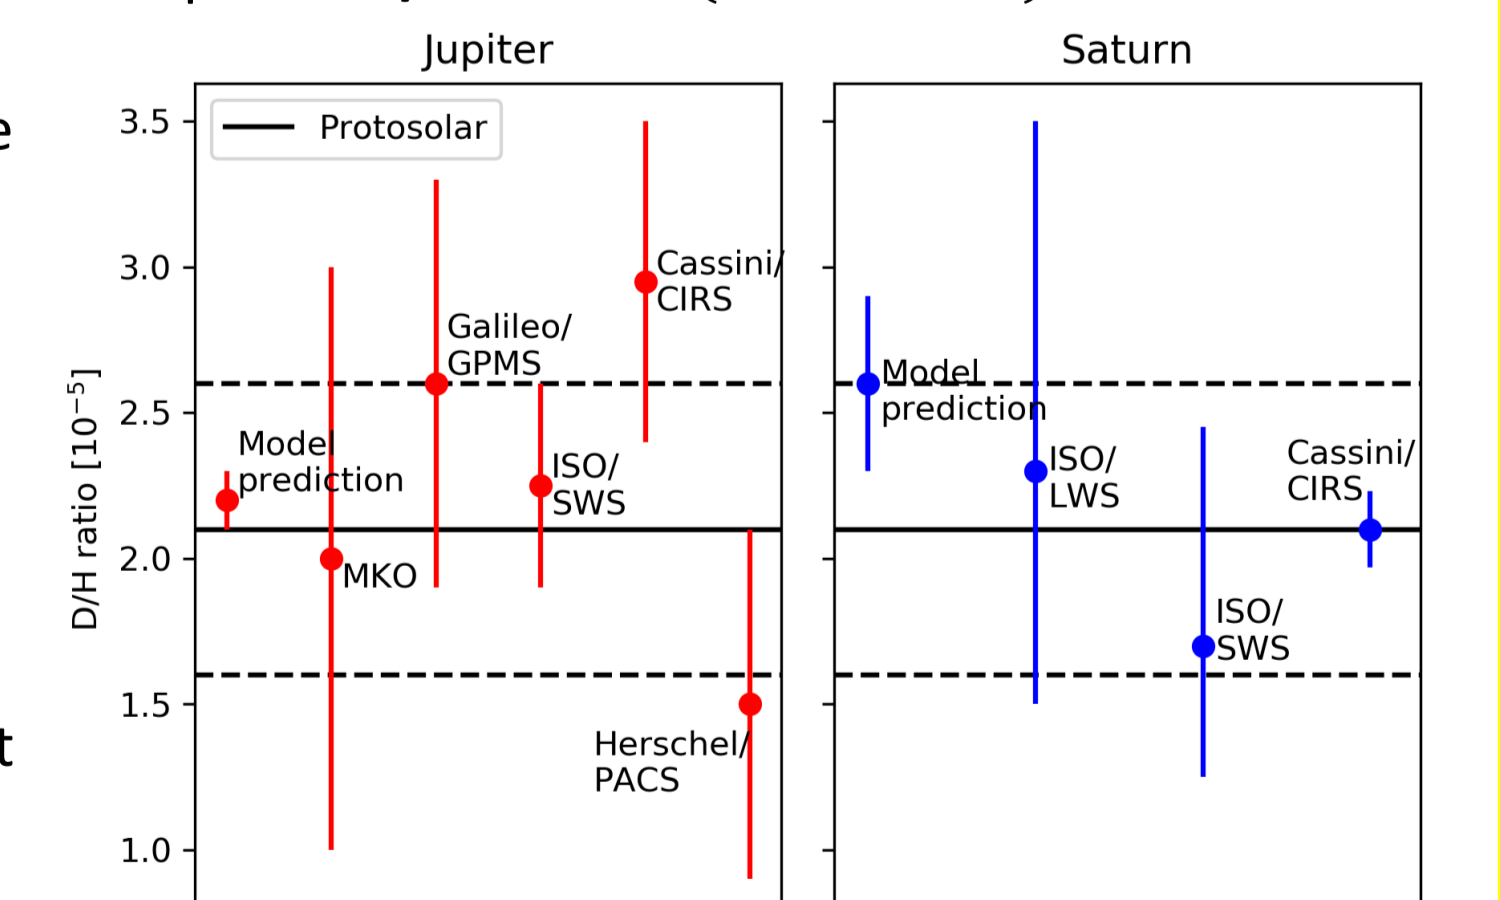 Jupiter
Saturn
e
t
D/H ratio [10⁻⁵]
3.5
3.0
2.5
2.0
1.5
1.0
Protosolar
Model
prediction
MKO
Galileo/
GPMS
ISO/
SWS
Cassini/
CIRS
Herschel/
PACS
Model
prediction
ISO/
LWS
ISO/
SWS
Cassini/
CIRS